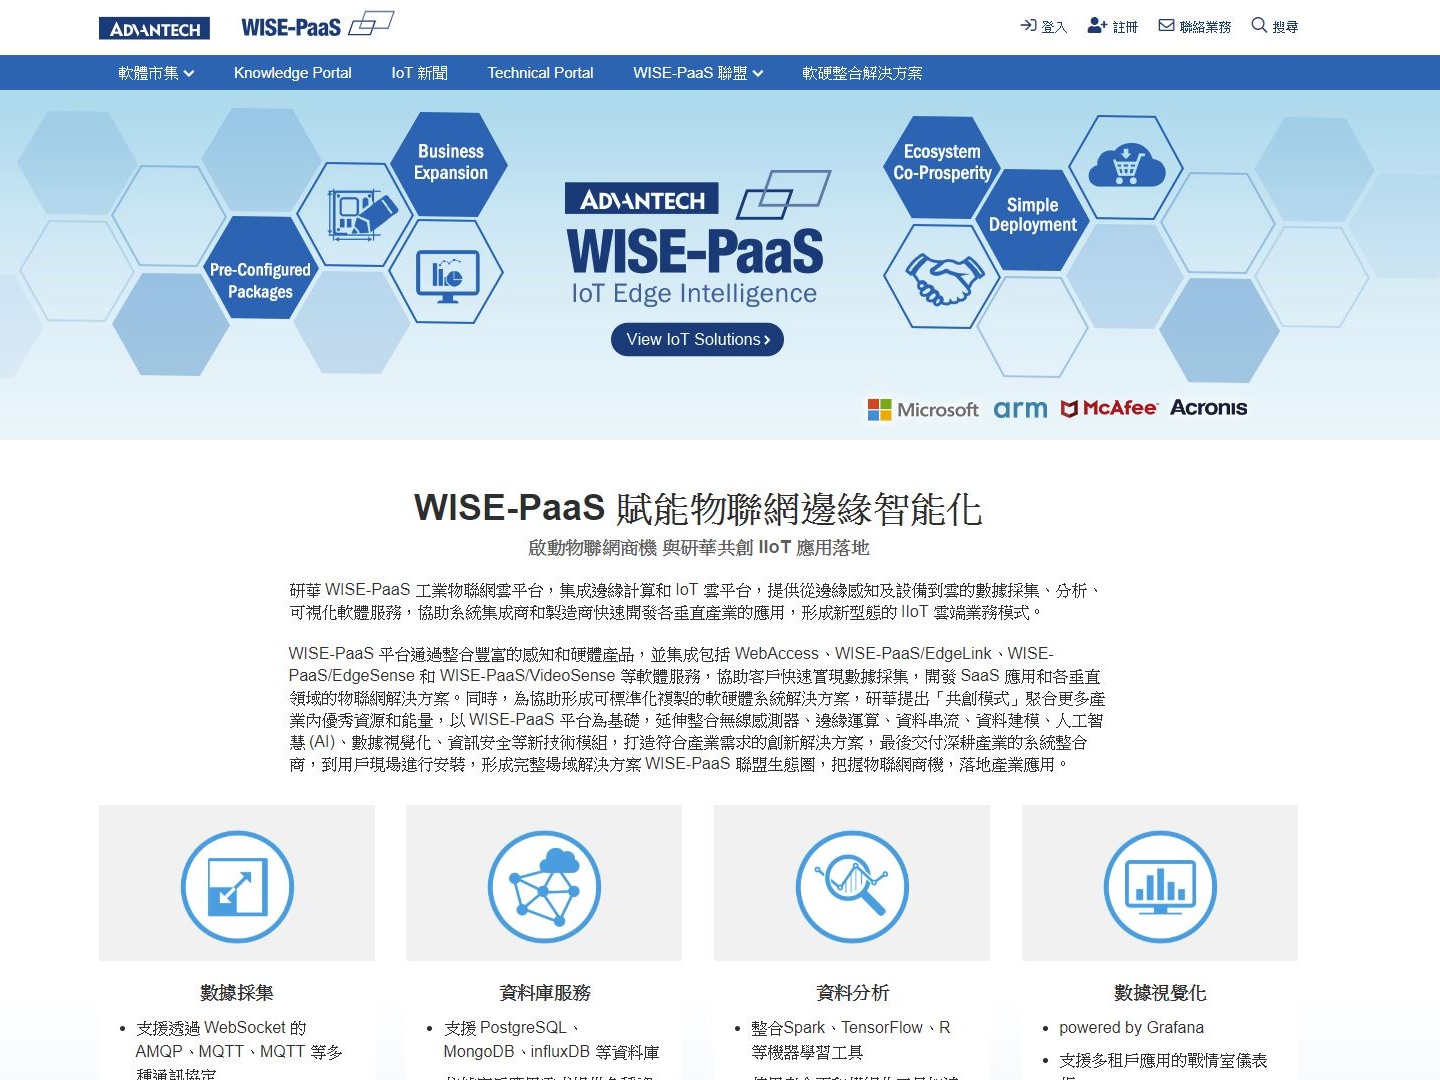 ADVANTECH WISE-PaaS
登入 註冊 聯絡業務 搜尋
軟體市集 Knowledge Portal IoT 新聞 Technical Portal WISE-PaaS 聯盟 軟硬整合解決方案
Business
Expansion
Pre-Configured
Packages
ADVANTECH
WISE-PaaS
IoT Edge Intelligence
View IoT Solutions
Ecosystem
Co-Prosperity
Simple
Deployment
Microsoft arm McAfee Acronis
WISE-PaaS 賦能物聯網邊緣智能化
啟動物聯網商機 與研華共創 IIoT 應用落地
研華 WISE-PaaS 工業物聯網雲平台，集成邊緣計算和 IoT 雲平台，提供從邊緣感知及設備到雲的數據採集、分析、
可視化軟體服務，協助系統集成商和製造商快速開發各垂直產業的應用，形成新型態的 IIoT 雲端業務模式。
WISE-PaaS 平台通過整合豐富的感知和硬體產品，並集成包括 WebAccess、WISE-PaaS/EdgeLink、WISE-
PaaS/EdgeSense 和 WISE-PaaS/VideoSense 等軟體服務，協助客戶快速實現數據採集，開發 SaaS 應用和各垂直
領域的物聯網解決方案。同時，為協助形成可標準化複製的軟硬體系統解決方案，研華提出「共創模式」聚合更多產
業內優秀資源和能量，以 WISE-PaaS 平台為基礎，延伸整合無線感測器、邊緣運算、資料串流、資料建模、人工智
慧 (AI)、數據視覺化、資訊安全等新技術模組，打造符合產業需求的創新解決方案，最後交付深耕產業的系統整合
商，到用戶現場進行安裝，形成完整場域解決方案 WISE-PaaS 聯盟生態圈，把握物聯網商機，落地產業應用。
數據採集
支援透過 WebSocket 的
AMQP、MQTT、MQTT 等多
種通訊協定
資料庫服務
支援 PostgreSQL、
MongoDB、influxDB 等資料庫
資料分析
整合Spark、TensorFlow、R
等機器學習工具
數據視覺化
powered by Grafana
支援多租戶應用的戰情室儀表